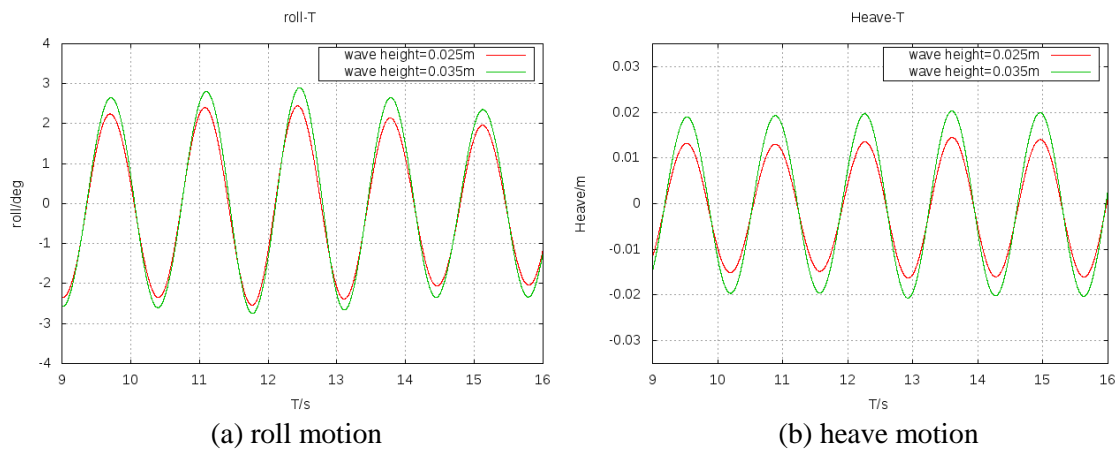 roll-T
wave height=0.025m
wave height=0.035m
4
3
2
1
0
-1
-2
-3
-4
roll/deg
9 10 11 12 13 14 15 16
T/s
(a) roll motion
Heave-T
wave height=0.025m
wave height=0.035m
0.03
0.02
0.01
0
-0.01
-0.02
-0.03
Heave/m
9 10 11 12 13 14 15 16
T/s
(b) heave motion